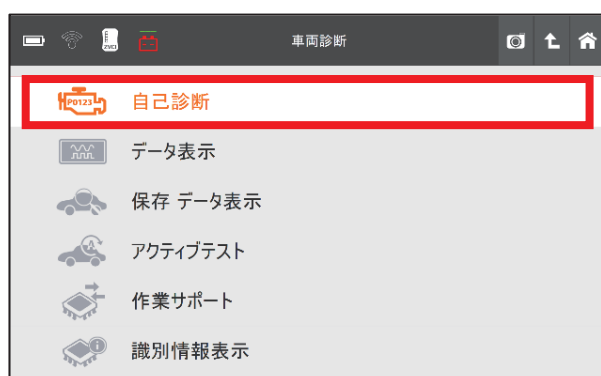 車両診断
P0123
自己診断
データ表示
保存 データ表示
アクティブテスト
作業サポート
識別情報表示